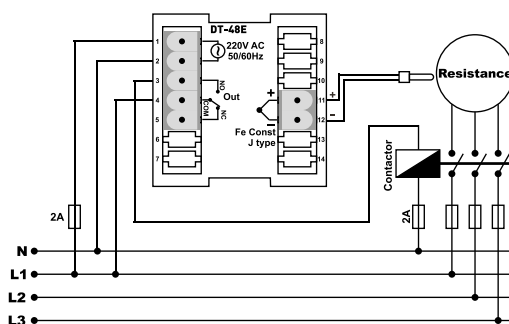 DT-48E
1
2
3
4
5
6
7
220V AC
50/60Hz
NO
COM
NC
Out
8
9
10
11
12
13
14
+
−
+
-
Fe Const
J type
Resistance
Contactor
2A
2A
N
L1
L2
L3